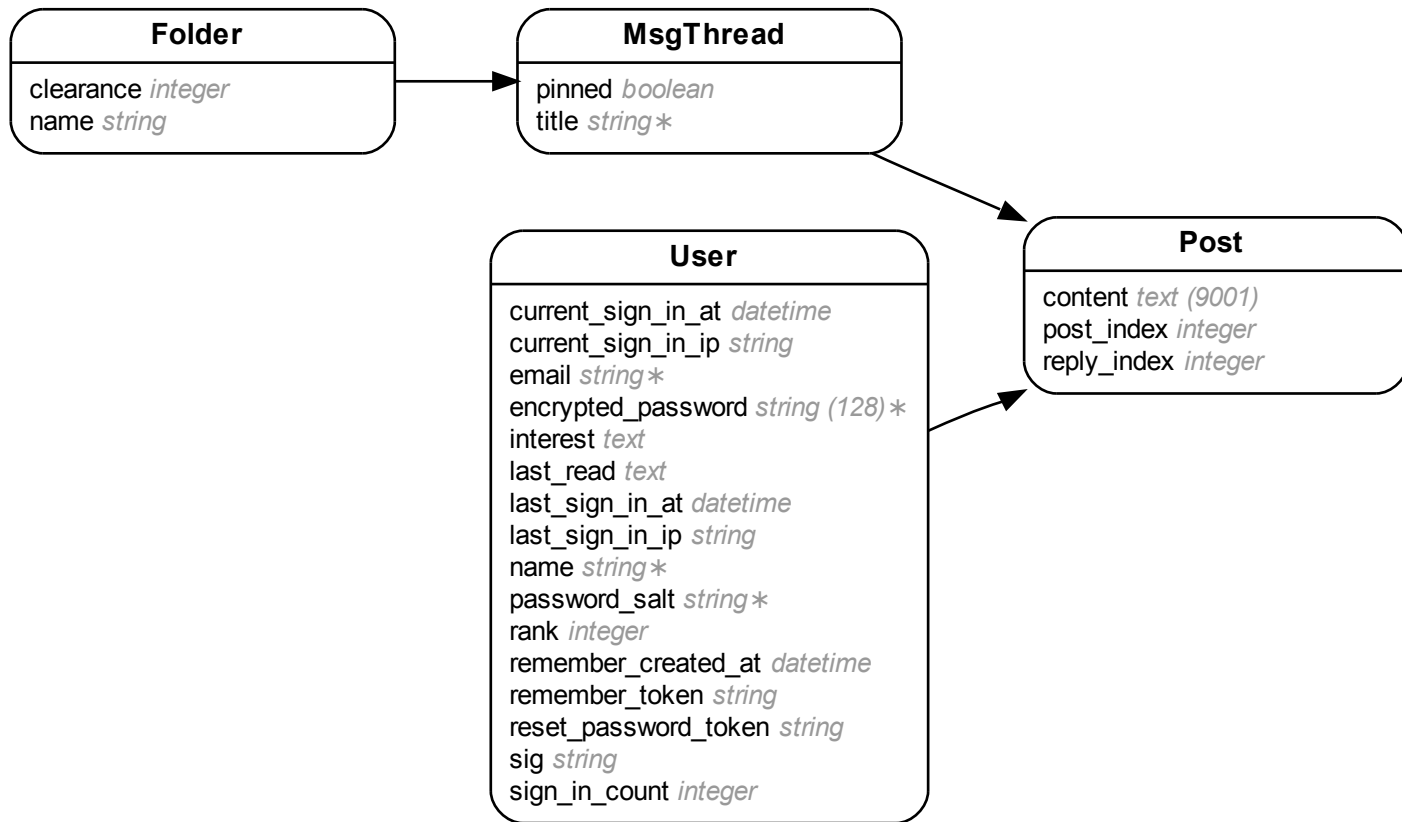 Folder
clearance integer
name string
MsgThread
pinned boolean
title string∗
User
current_sign_in_at datetime
current_sign_in_ip string
email string∗
encrypted_password string (128)∗
interest text
last_read text
last_sign_in_at datetime
last_sign_in_ip string
name string∗
password_salt string∗
rank integer
remember_created_at datetime
remember_token string
reset_password_token string
sig string
sign_in_count integer
Post
content text (9001)
post_index integer
reply_index integer